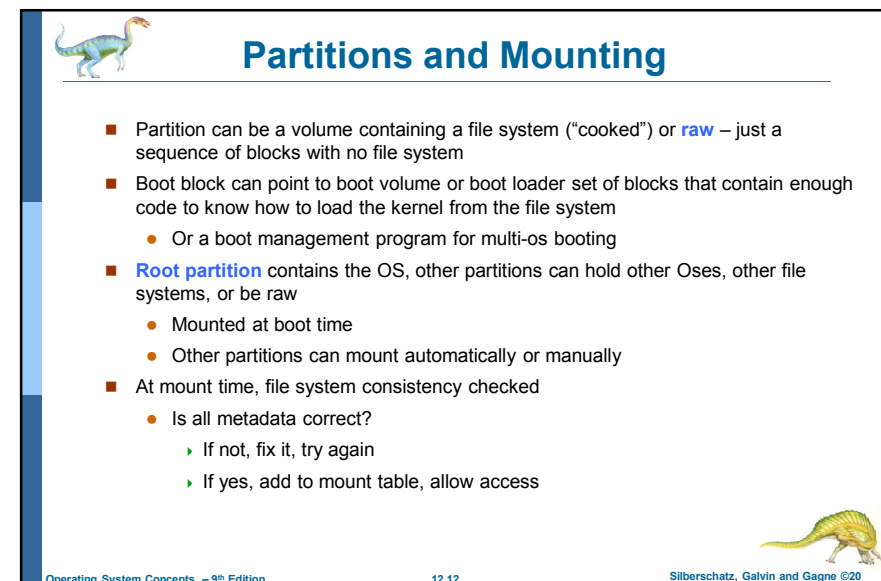 Partitions and Mounting
Partition can be a volume containing a file system (“cooked”) or raw – just a
sequence of blocks with no file system
Boot block can point to boot volume or boot loader set of blocks that contain enough
code to know how to load the kernel from the file system
Or a boot management program for multi-os booting
Root partition contains the OS, other partitions can hold other Oses, other file
systems, or be raw
Mounted at boot time
Other partitions can mount automatically or manually
At mount time, file system consistency checked
Is all metadata correct?
If not, fix it, try again
If yes, add to mount table, allow access
Operating System Concepts – 9th Edition 12.12 Silberschatz, Galvin and Gagne ©20